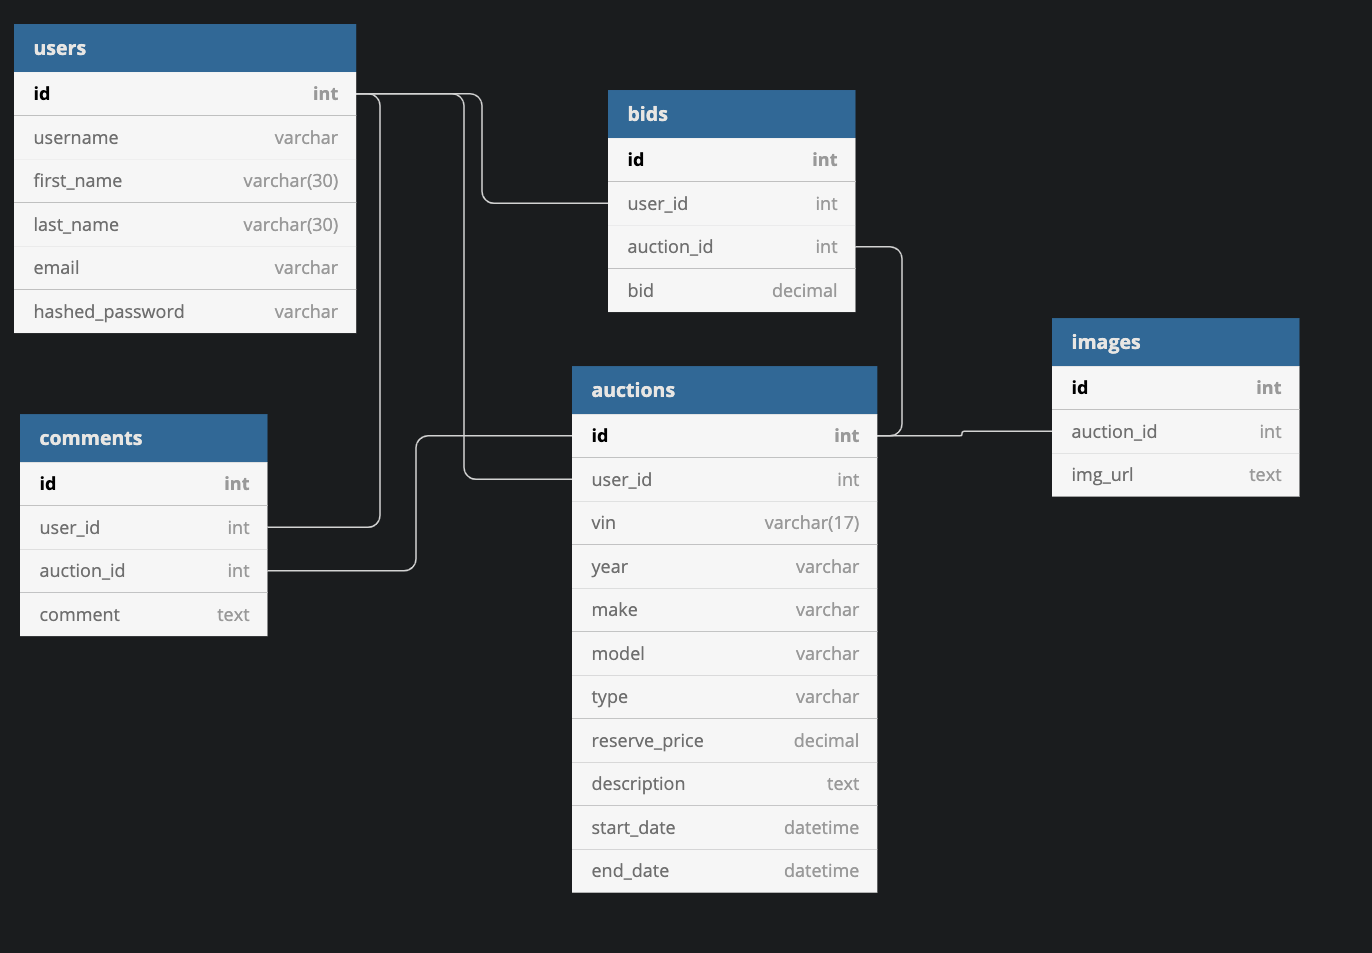 users
id int
username varchar
first_name varchar(30)
last_name varchar(30)
email varchar
hashed_password varchar
bids
id int
user_id int
auction_id int
bid decimal
images
id int
auction_id int
img_url text
comments
id int
user_id int
auction_id int
comment text
auctions
id int
user_id int
vin varchar(17)
year varchar
make varchar
model varchar
type varchar
reserve_price decimal
description text
start_date datetime
end_date datetime